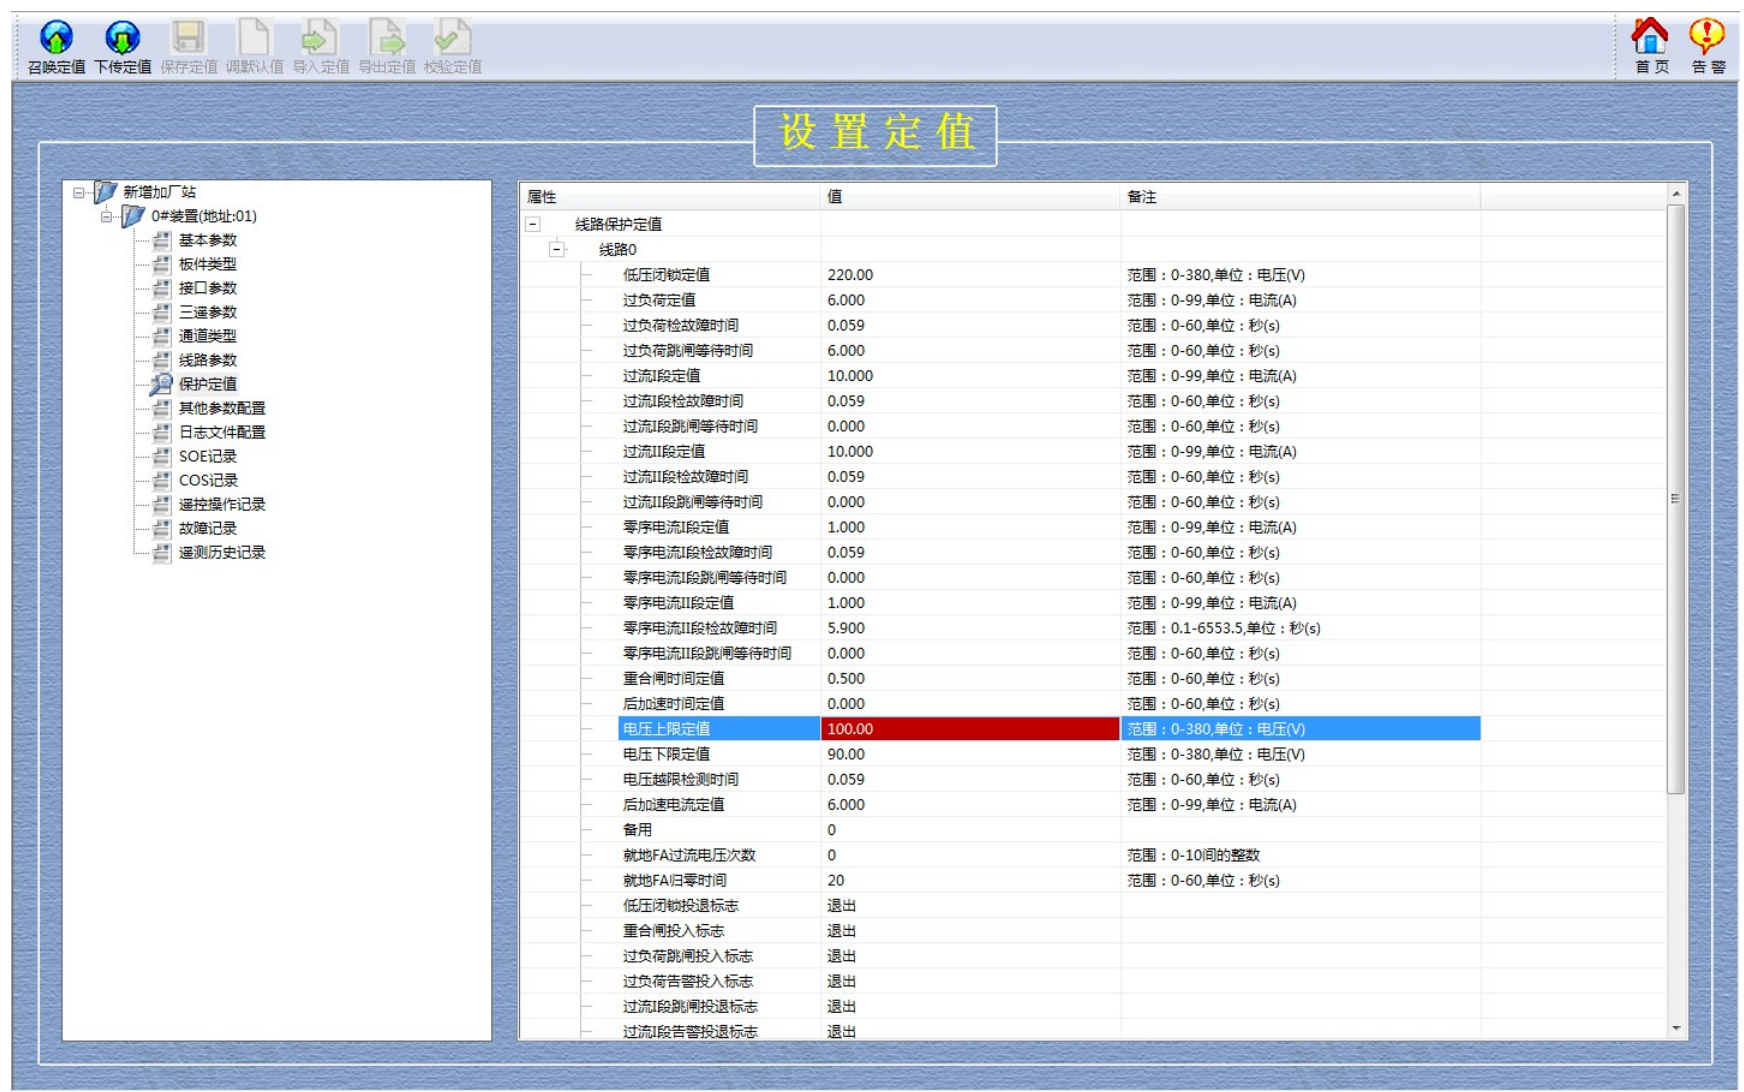 召唤定值 下传定值 保存定值 调默认值 导入定值 导出定值 校验定值 首页 告警
设置定值
新增加厂站
0#装置(地址:01)
基本参数
板件类型
接口参数
三遥参数
通道类型
线路参数
保护定值
其他参数配置
日志文件配置
SOE记录
COS记录
遥控操作记录
故障记录
遥测历史记录
属性 值 备注
线路保护定值
线路0
低压闭锁定值 220.00 范围：0-380,单位：电压(V)
过负荷定值 6.000 范围：0-99,单位：电流(A)
过负荷检故障时间 0.059 范围：0-60,单位：秒(s)
过负荷跳闸等待时间 6.000 范围：0-60,单位：秒(s)
过流I段定值 10.000 范围：0-99,单位：电流(A)
过流I段检故障时间 0.059 范围：0-60,单位：秒(s)
过流I段跳闸等待时间 0.000 范围：0-60,单位：秒(s)
过流II段定值 10.000 范围：0-99,单位：电流(A)
过流II段检故障时间 0.059 范围：0-60,单位：秒(s)
过流II段跳闸等待时间 0.000 范围：0-60,单位：秒(s)
零序电流I段定值 1.000 范围：0-99,单位：电流(A)
零序电流I段检故障时间 0.059 范围：0-60,单位：秒(s)
零序电流I段跳闸等待时间 0.000 范围：0-60,单位：秒(s)
零序电流II段定值 1.000 范围：0-99,单位：电流(A)
零序电流II段检故障时间 5.900 范围：0.1-6553.5,单位：秒(s)
零序电流II段跳闸等待时间 0.000 范围：0-60,单位：秒(s)
重合闸时间定值 0.500 范围：0-60,单位：秒(s)
后加速时间定值 0.000 范围：0-60,单位：秒(s)
电压上限定值 100.00 范围：0-380,单位：电压(V)
电压下限定值 90.00 范围：0-380,单位：电压(V)
电压越限检测时间 0.059 范围：0-60,单位：秒(s)
后加速电流定值 6.000 范围：0-99,单位：电流(A)
备用 0
就地FA过流电压次数 0 范围：0-10间的整数
就地FA归零时间 20 范围：0-60,单位：秒(s)
低压闭锁投退标志 退出
重合闸投入标志 退出
过负荷跳闸投入标志 退出
过负荷告警投入标志 退出
过流I段跳闸投退标志 退出
过流I段告警投退标志 退出